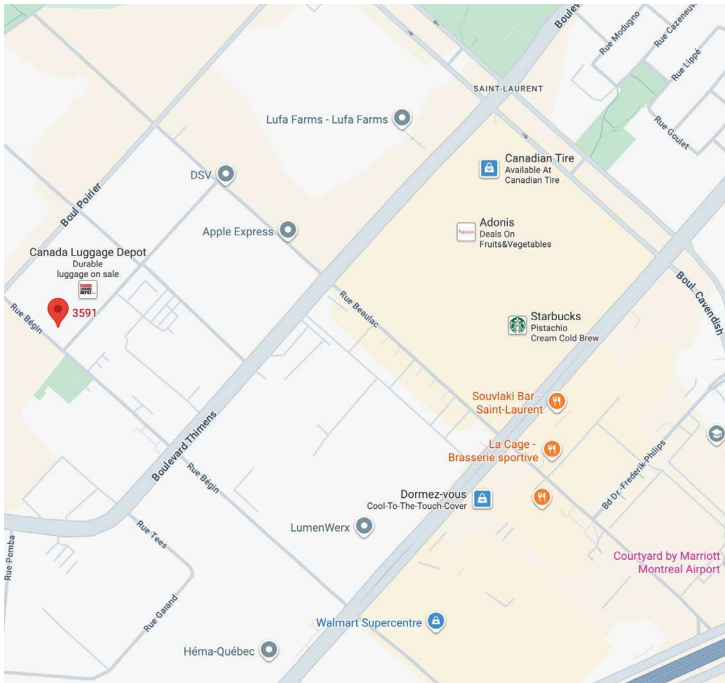 Boulev
Rue Modugno
Rue Cazeneu
Rue Lippé
SAINT-LAURENT
Rue Goulet
Lufa Farms - Lufa Farms
Canadian Tire
Available At
Canadian Tire
DSV
Boul Poirier
Adonis
Deals On
Fruits&Vegetables
Apple Express
Canada Luggage Depot
Durable
luggage on sale
Rue Bégin
3591
Rue Beaulac
Boul. Cavendish
Starbucks
Pistachio
Cream Cold Brew
Souvlaki Bar -
Saint-Laurent
La Cage -
Brasserie sportive
Boulevard Thimens
Rue Bégin
Bd Dr.-Frederik-Philips
Dormez-vous
Cool-To-The-Touch-Cover
LumenWerx
Rue Tees
Rue Pomba
Courtyard by Marriott
Montreal Airport
Rue Garand
Walmart Supercentre
Héma-Québec